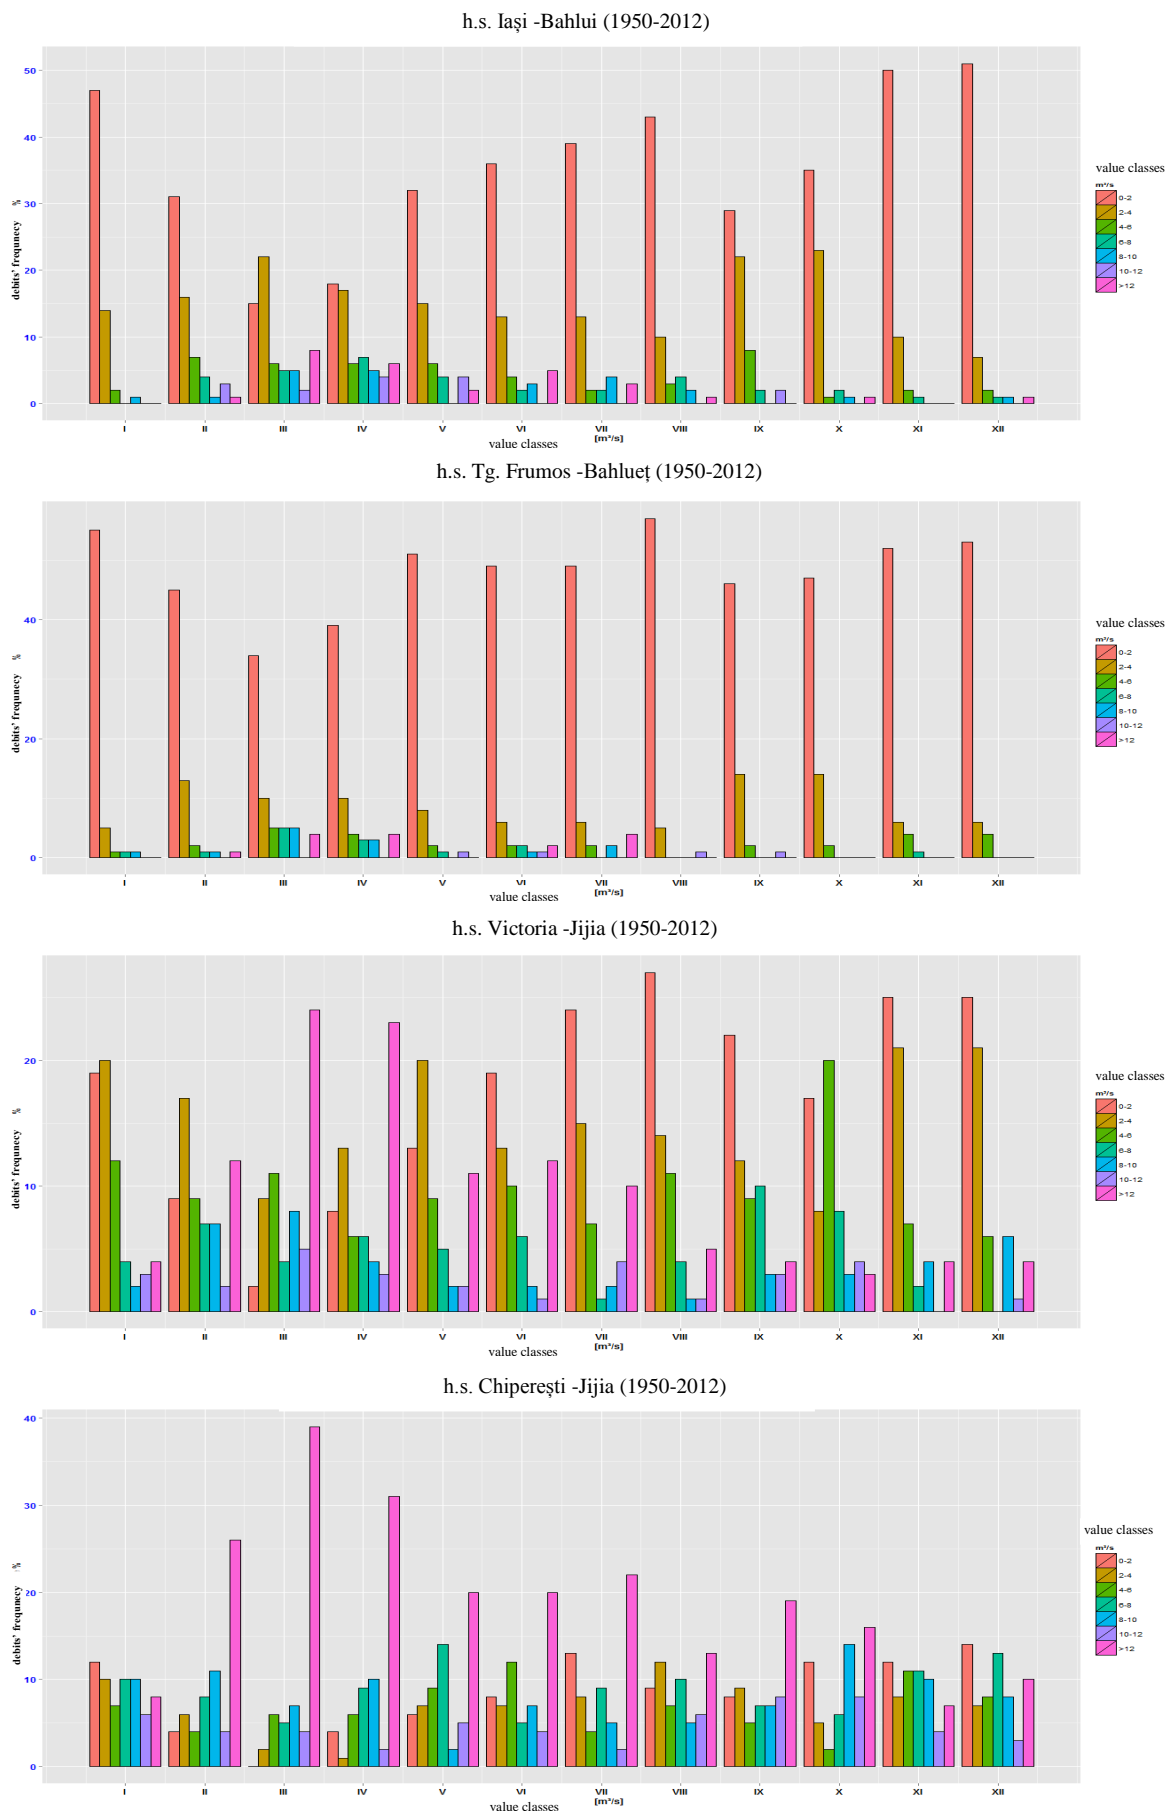 h.s. Iași -Bahlui (1950-2012)
debits' frequnecy %
50
40
30
20
10
0
I II III IV V VI VII VIII IX X XI XII
value classes [m³/s]
value classes
m³/s
0-2
2-4
4-6
6-8
8-10
10-12
>12
h.s. Tg. Frumos -Bahlueț (1950-2012)
debits' frequnecy %
40
20
0
I II III IV V VI VII VIII IX X XI XII
value classes [m³/s]
value classes
m³/s
0-2
2-4
4-6
6-8
8-10
10-12
>12
h.s. Victoria -Jijia (1950-2012)
debits' frequnecy %
20
10
0
I II III IV V VI VII VIII IX X XI XII
value classes [m³/s]
value classes
m³/s
0-2
2-4
4-6
6-8
8-10
10-12
>12
h.s. Chiperești -Jijia (1950-2012)
debits' frequnecy %
40
30
20
10
0
I II III IV V VI VII VIII IX X XI XII
value classes [m³/s]
value classes
m³/s
0-2
2-4
4-6
6-8
8-10
10-12
>12